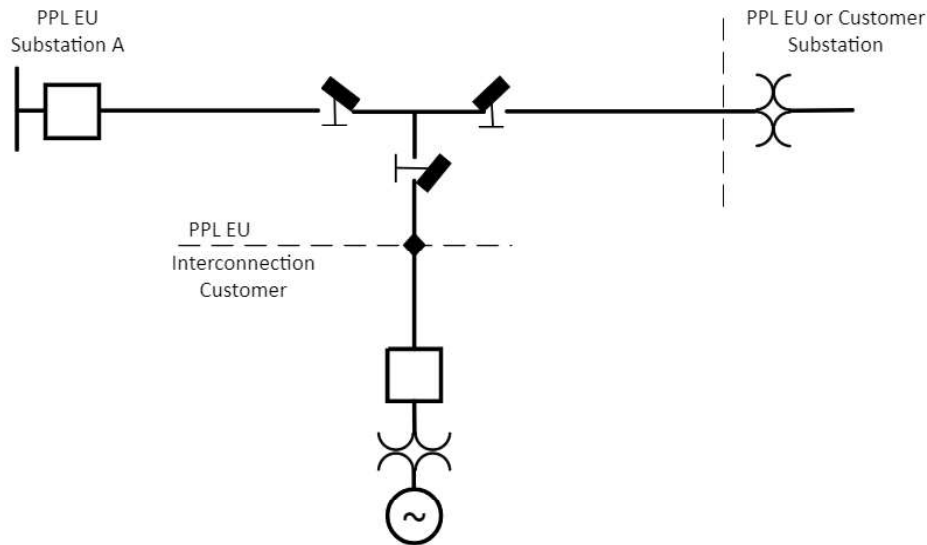 PPL EU
Substation A
PPL EU or Customer
Substation
PPL EU
Interconnection
Customer
~